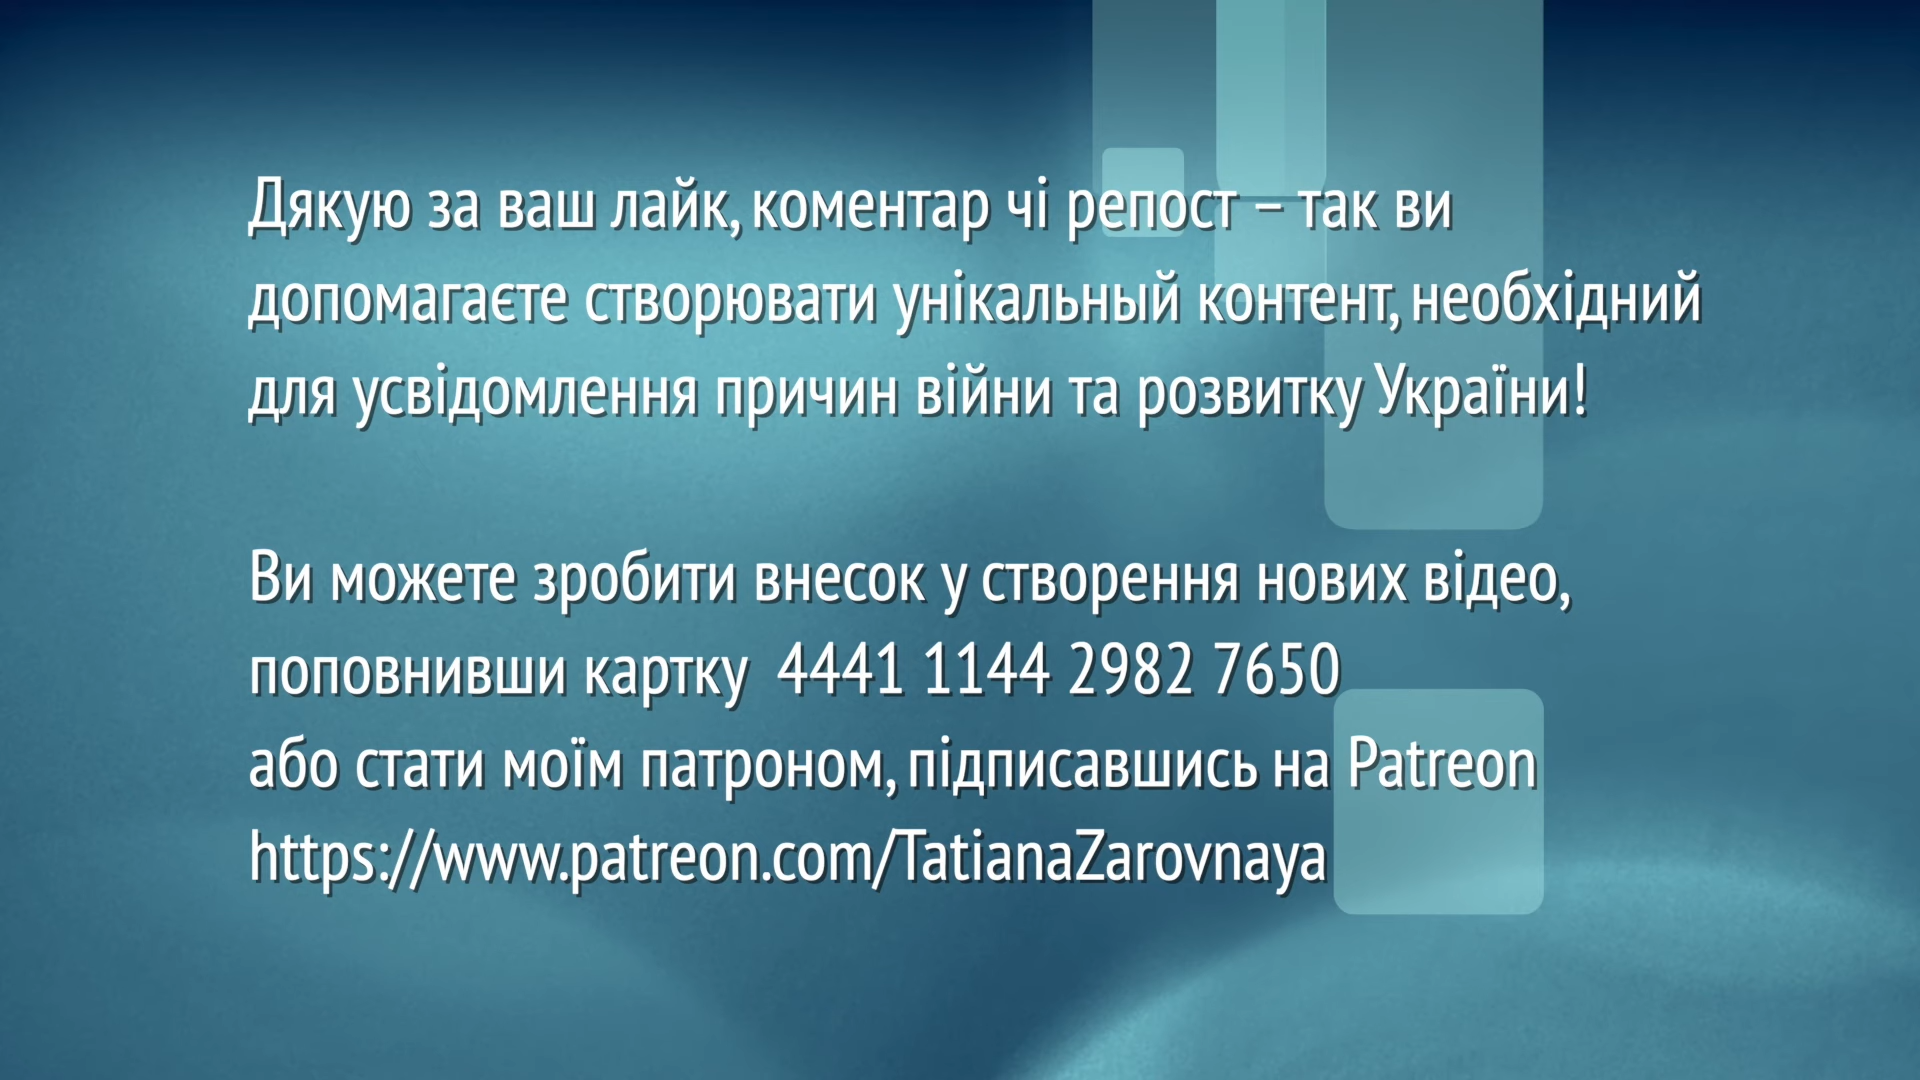 Дякую за ваш лайк, коментар чі репост – так ви
допомагаєте створювати унікальный контент, необхідний
для усвідомлення причин війни та розвитку України!
Ви можете зробити внесок у створення нових відео,
поповнивши картку 4441 1144 2982 7650
або стати моїм патроном, підписавшись на Patreon
https://www.patreon.com/TatianaZarovnaya